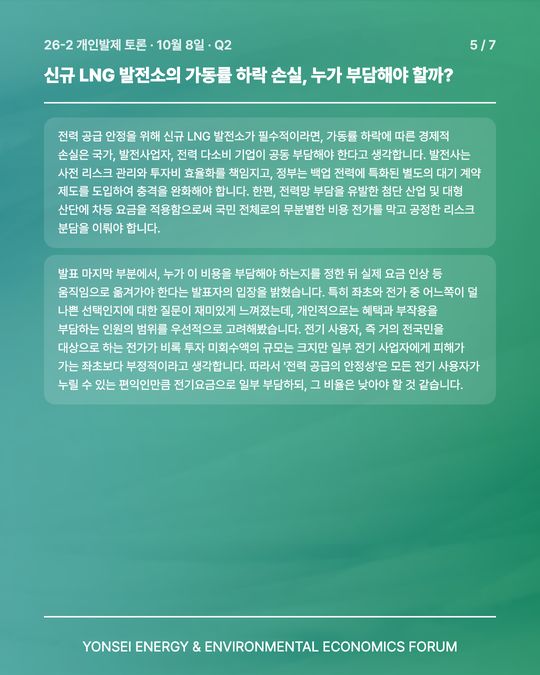 26-2 개인발제 토론 · 10월 8일 · Q2
5 / 7
신규 LNG 발전소의 가동률 하락 손실, 누가 부담해야 할까?
전력 공급 안정을 위해 신규 LNG 발전소가 필수적이라면, 가동률 하락에 따른 경제적
손실은 국가, 발전사업자, 전력 다소비 기업이 공동 부담해야 한다고 생각합니다. 발전사는
사전 리스크 관리와 투자비 효율화를 책임지고, 정부는 백업 전력에 특화된 별도의 대기 계약
제도를 도입하여 충격을 완화해야 합니다. 한편, 전력망 부담을 유발한 첨단 산업 및 대형
산단에 차등 요금을 적용함으로써 국민 전체로의 무분별한 비용 전가를 막고 공정한 리스크
분담을 이뤄야 합니다.
발표 마지막 부분에서, 누가 이 비용을 부담해야 하는지를 정한 뒤 실제 요금 인상 등
움직임으로 옮겨가야 한다는 발표자의 입장을 밝혔습니다. 특히 좌초와 전가 중 어느쪽이 덜
나쁜 선택인지에 대한 질문이 재미있게 느껴졌는데, 개인적으로는 혜택과 부작용을
부담하는 인원의 범위를 우선적으로 고려해봤습니다. 전기 사용자, 즉 거의 전국민을
대상으로 하는 전가가 비록 투자 미회수액의 규모는 크지만 일부 전기 사업자에게 피해가
가는 좌초보다 부정적이라고 생각합니다. 따라서 '전력 공급의 안정성'은 모든 전기 사용자가
누릴 수 있는 편익인만큼 전기요금으로 일부 부담하되, 그 비율은 낮아야 할 것 같습니다.
YONSEI ENERGY & ENVIRONMENTAL ECONOMICS FORUM